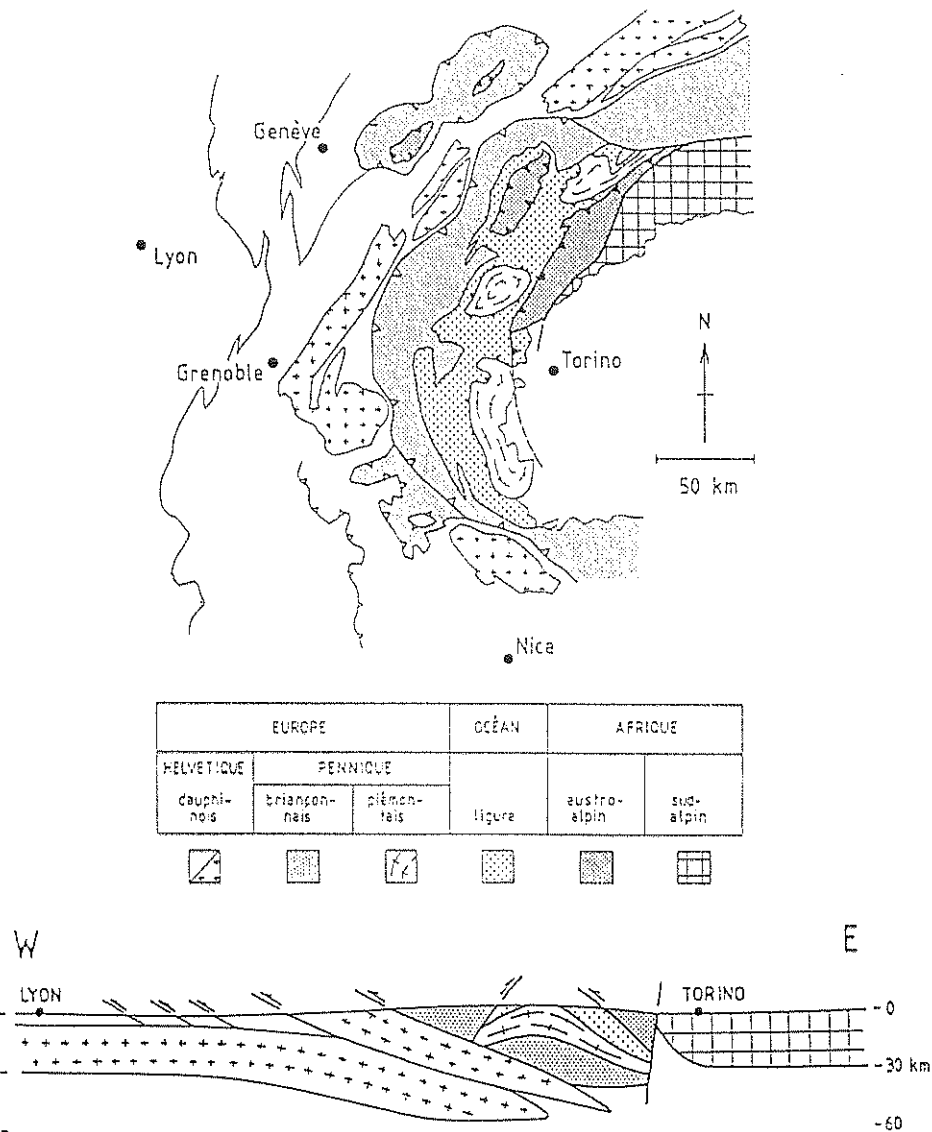 Genève
Lyon
N
Grenoble
Torino
50 km
Nica
EUROPE OCÉAN AFRIQUE
HELVETIQUE PENNIQUE
dauphi-
nois
briançon-
nais
piémon-
tais
ligure
austro-
alpin
sud-
alpin
W E
LYON TORINO
-0
-30 km
-60